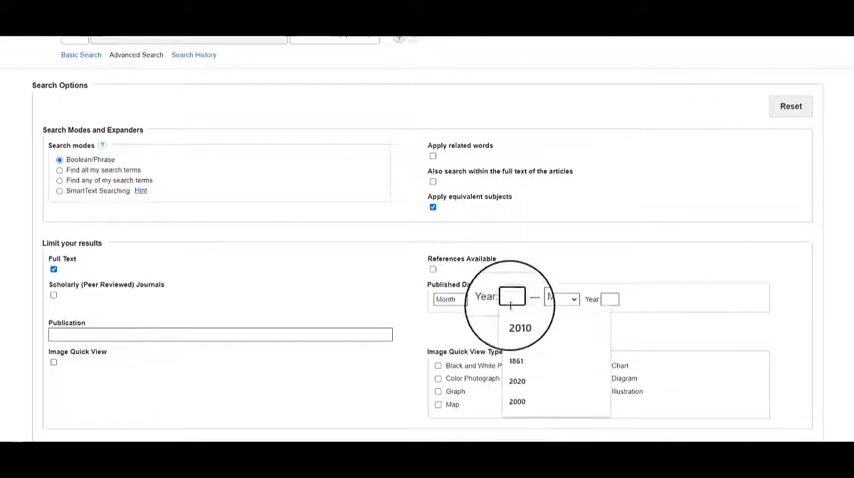 Basic Search Advanced Search Search History
Search Options
Reset
Search Modes and Expanders
Search modes ?
Boolean/Phrase
Find all my search terms
Find any of my search terms
SmartText Searching Hint
Apply related words
Also search within the full text of the articles
Apply equivalent subjects
Limit your results
Full Text
Scholarly (Peer Reviewed) Journals
Publication
Image Quick View
References Available
Published Da
Month Year: — M Year:
2010
1861
2020
2000
Image Quick View Type
Black and White P Chart
Color Photograph Diagram
Graph Illustration
Map